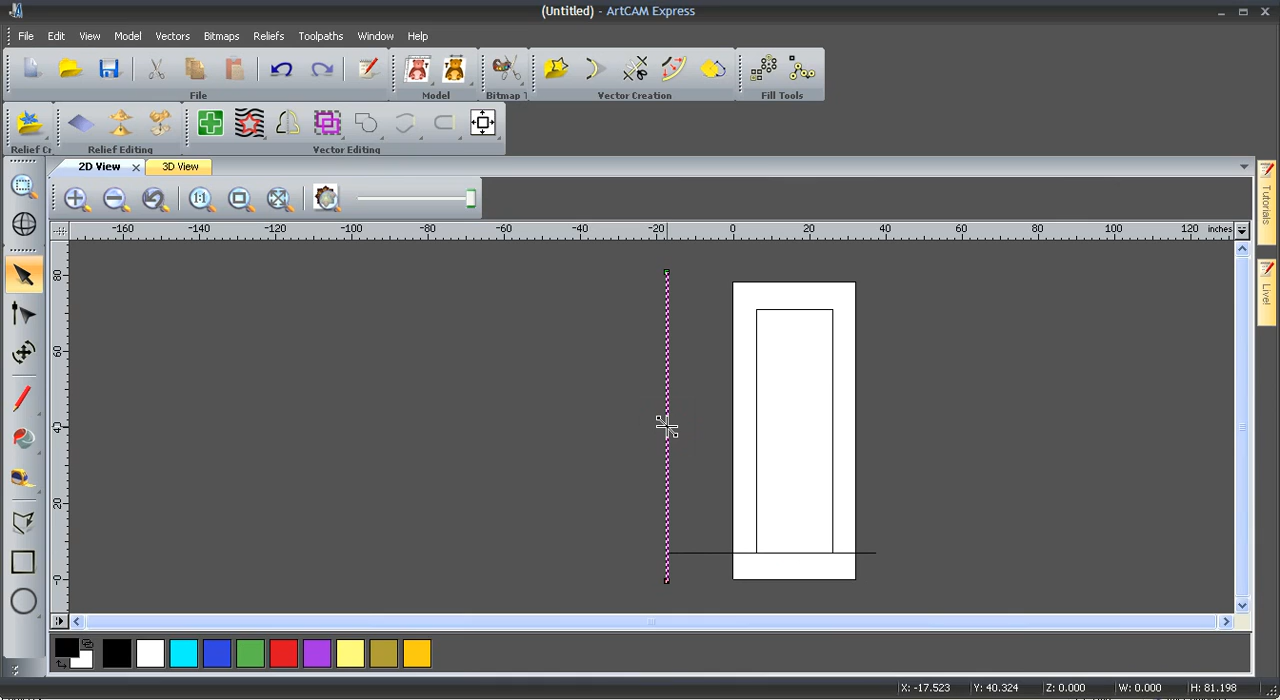 (Untitled) - ArtCAM Express
File Edit View Model Vectors Bitmaps Reliefs Toolpaths Window Help
File Model Bitmap T Vector Creation Fill Tools
Relief Cr Relief Editing Vector Editing
2D View 3D View
1:1
-160 -140 -120 -100 -80 -60 -40 -20 0 20 40 60 80 100 120 inches
80
60
40
20
-0
Tutorials
Live!
X: -17.523 Y: 40.324 Z: 0.000 W: 0.000 H: 81.198